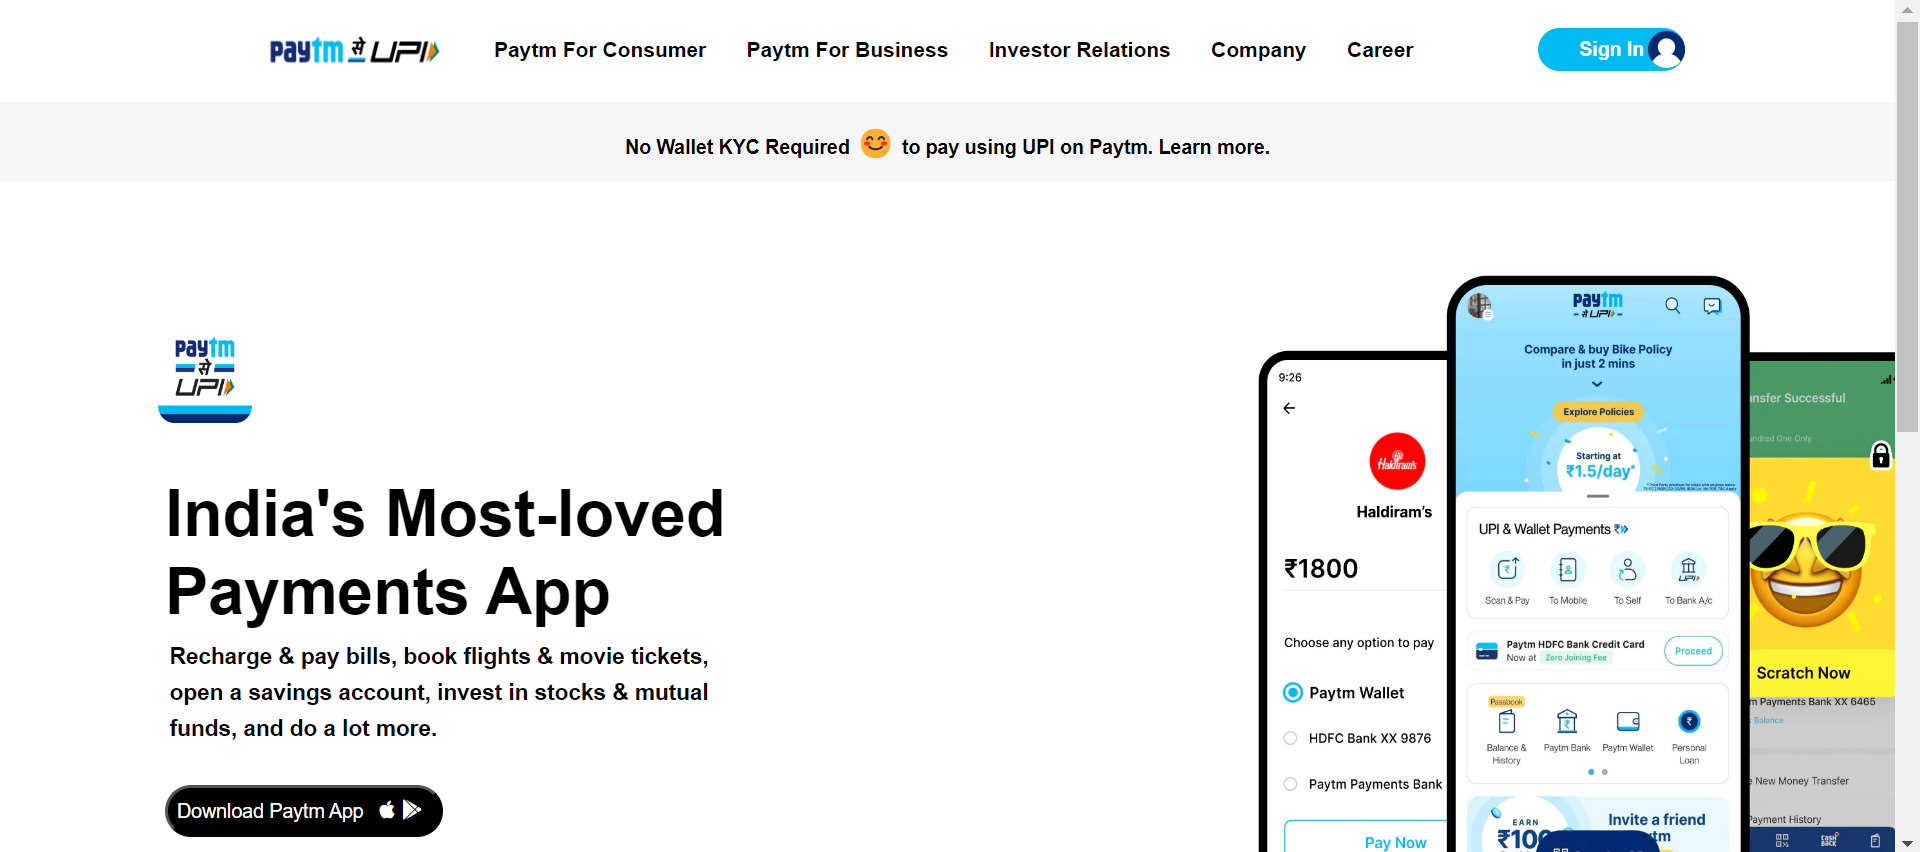 paytm से UPI
Paytm For Consumer
Paytm For Business
Investor Relations
Company
Career
Sign In
No Wallet KYC Required 😊 to pay using UPI on Paytm. Learn more.
paytm
से
UPI
India's Most-loved
Payments App
Recharge & pay bills, book flights & movie tickets,
open a savings account, invest in stocks & mutual
funds, and do a lot more.
Download Paytm App
9:26
Haldiram's
Haldiram's
₹1800
Choose any option to pay
Paytm Wallet
HDFC Bank XX 9876
Paytm Payments Bank
Pay Now
paytm
से UPI
Compare & buy Bike Policy
in just 2 mins
Explore Policies
Starting at
₹1.5/day*
UPI & Wallet Payments
Scan & Pay
To Mobile
To Self
UPI
To Bank A/c
Paytm HDFC Bank Credit Card
Now at Zero Joining Fee
Proceed
Passbook
Balance &
History
Paytm Bank
Paytm Wallet
Personal
Loan
EARN
₹100
Invite a friend
tm
nsfer Successful
undred One Only
Scratch Now
m Payments Bank XX 6465
Balance
e New Money Transfer
Payment History
CASH
BACK